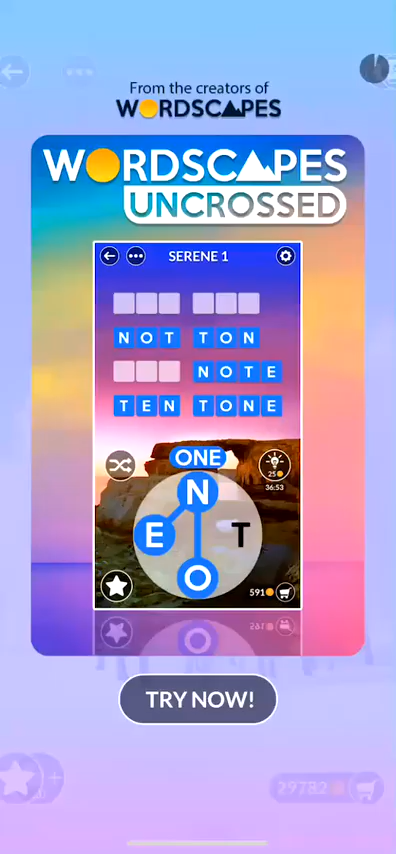 From the creators of
WORDSCAPES
WORDSCAPES
UNCROSSED
SERENE 1
NOT TON
NOTE
TEN TONE
ONE
N
25
36:53
E T
O
591
O
TRY NOW!
29782